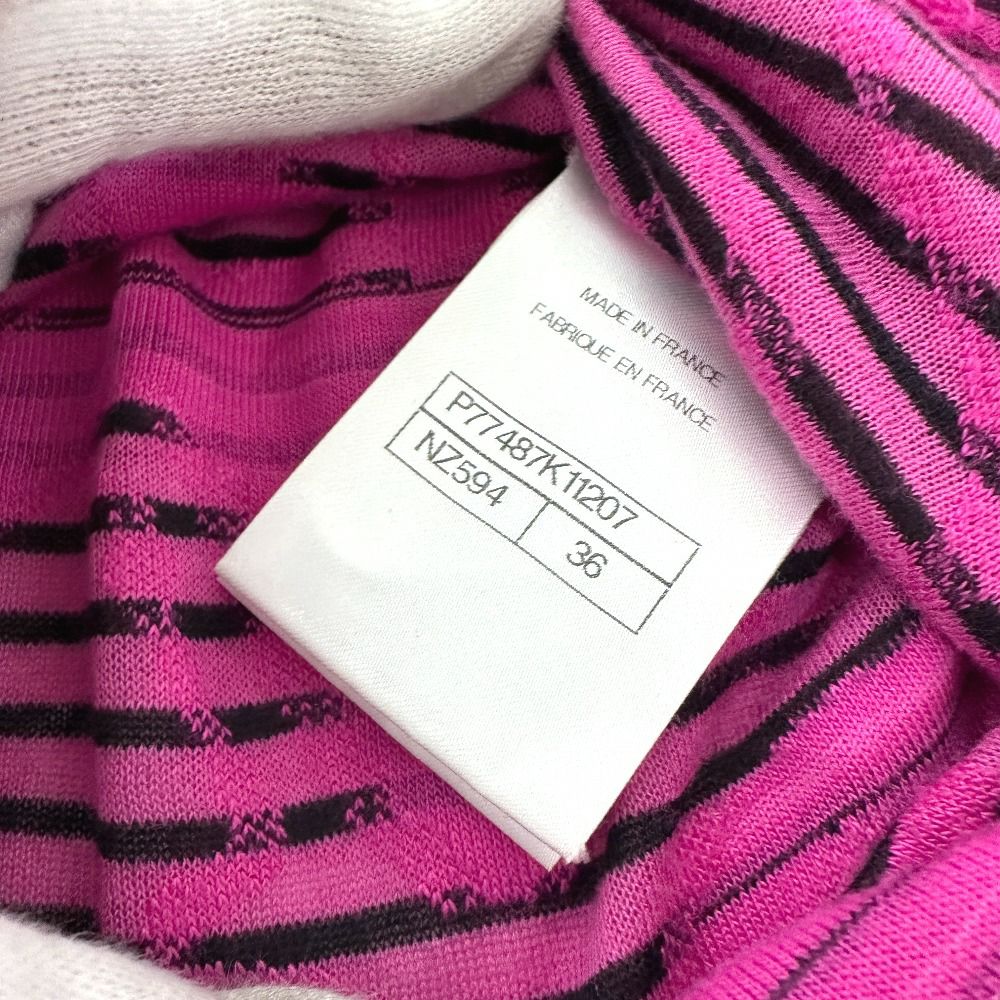 MADE IN FRANCE
FABRIQUE EN FRANCE
P77487K11207
NZ594 36